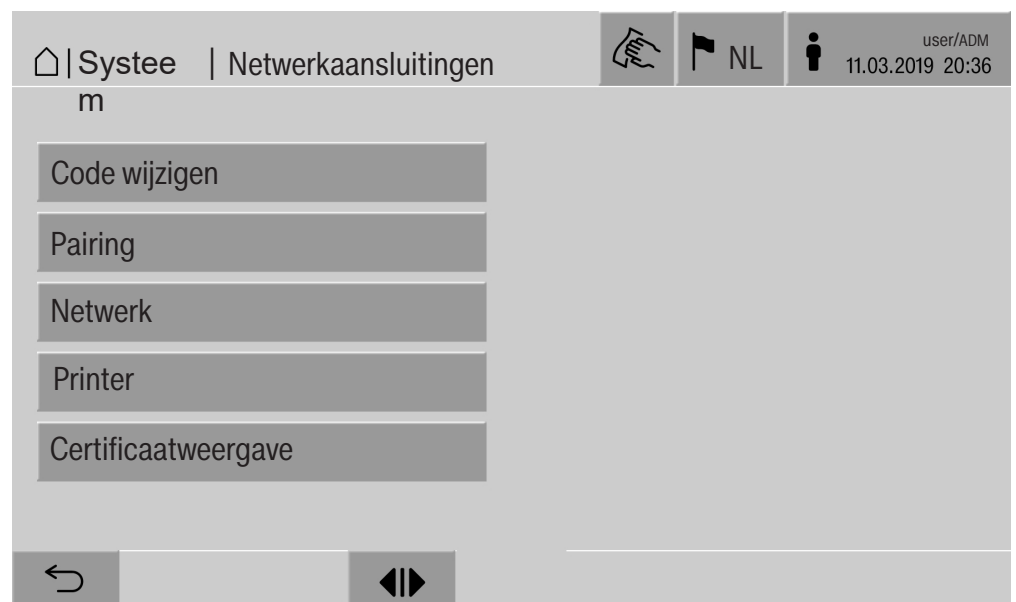 Systee
m
| Netwerkaansluitingen
NL
user/ADM
11.03.2019 20:36
Code wijzigen
Pairing
Netwerk
Printer
Certificaatweergave